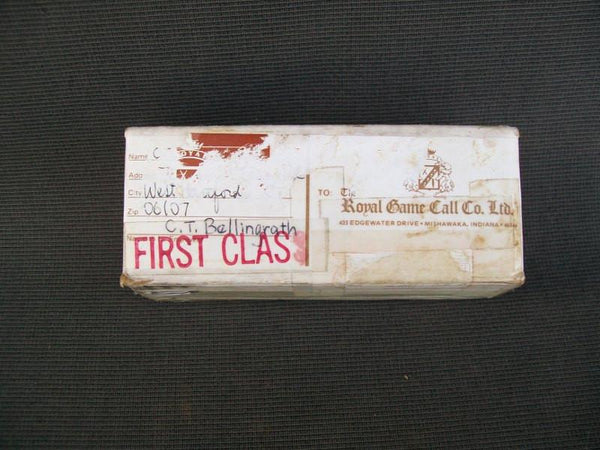 Name C
Add
City West
Zip 06107
C. T. Bellingrath
FIRST CLAS
TO: The
Royal Game Call Co. Ltd.
EDGEWATER DRIVE • MISHAWAKA, INDIANA •